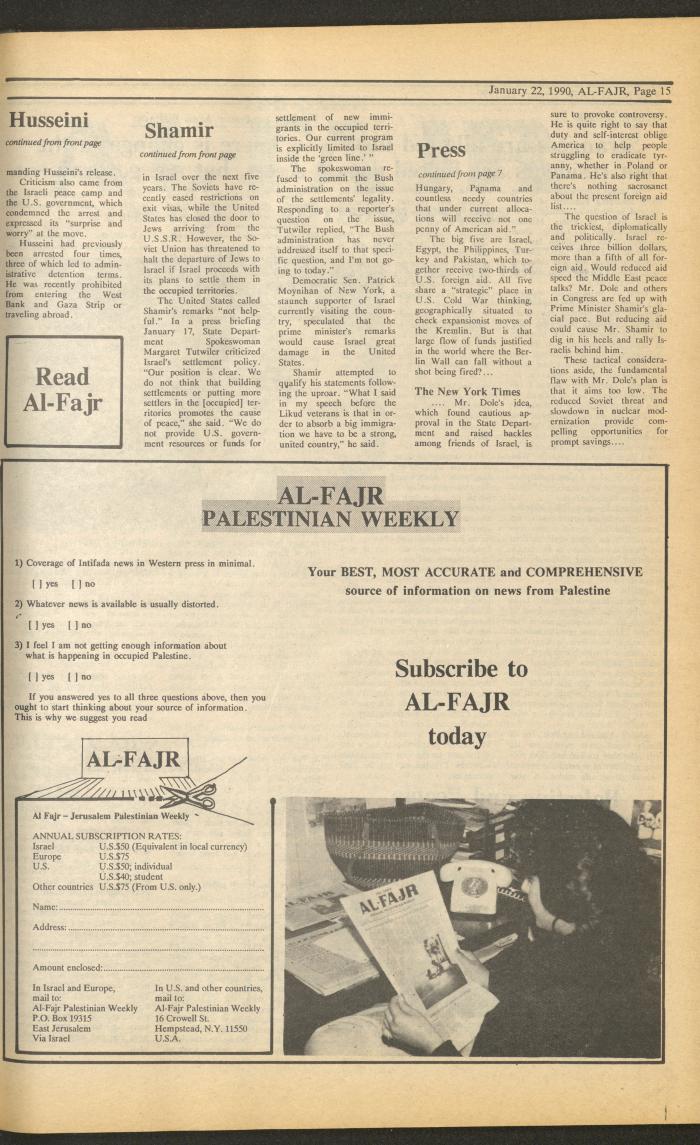 January 22, 1990, AL-FAJR, Page 15
Husseini
continued from front page
manding Husseini's release.
Criticism also came from
the Israeli peace camp and
the U.S. government, which
condemned the arrest and
expressed its "surprise and
worry" at the move.
Husseini had previously
been arrested four times,
three of which led to admin-
istrative detention terms.
He was recently prohibited
from entering the West
Bank and Gaza Strip or
traveling abroad.
Read
Al-Fajr
Shamir
continued from front page
in Israel over the next five
years. The Soviets have re-
cently eased restrictions on
exit visas, while the United
States has closed the door to
Jews arriving from the
U.S.S.R. However, the So-
viet Union has threatened to
halt the departure of Jews to
Israel if Israel proceeds with
its plans to settle them in
the occupied territories.
The United States called
Shamir's remarks "not help-
ful." In a press briefing
January 17, State Depart-
ment Spokeswoman
Margaret Tutwiler criticized
Israel's settlement policy.
"Our position is clear. We
do not think that building
settlements or putting more
settlers in the [occupied] ter-
ritories promotes the cause
of peace," she said. "We do
not provide U.S. govern-
ment resources or funds for
settlement of new immi-
grants in the occupied terri-
tories. Our current program
is explicitly limited to Israel
inside the 'green line.' "
The spokeswoman re-
fused to commit the Bush
administration on the issue
of the settlements' legality.
Responding to a reporter's
question on the issue,
Tutwiler replied, "The Bush
administration has never
addressed itself to that speci-
fic question, and I'm not go-
ing to today."
Democratic Sen. Patrick
Moynihan of New York, a
staunch supporter of Israel
currently visiting the coun-
try, speculated that the
prime minister's remarks
would cause Israel great
damage in the United
States.
Shamir attempted to
qualify his statements follow-
ing the uproar. "What I said
in my speech before the
Likud veterans is that in or-
der to absorb a big immigra-
tion we have to be a strong,
united country," he said.
Press
continued from page 7
Hungary, Panama and
countless needy countries
that under current alloca-
tions will receive not one
penny of American aid."
The big five are Israel,
Egypt, the Philippines, Tur-
key and Pakistan, which to-
gether receive two-thirds of
U.S. foreign aid. All five
share a "strategic" place in
U.S. Cold War thinking,
geographically situated to
check expansionist moves of
the Kremlin. But is that
large flow of funds justified
in the world where the Ber-
lin Wall can fall without a
shot being fired?...
The New York Times
.... Mr. Dole's idea,
which found cautious ap-
proval in the State Depart-
ment and raised hackles
among friends of Israel, is
sure to provoke controversy.
He is quite right to say that
duty and self-interest oblige
America to help people
struggling to eradicate tyr-
anny, whether in Poland or
Panama. He's also right that
there's nothing sacrosanct
about the present foreign aid
list....
The question of Israel is
the trickiest, diplomatically
and politically. Israel re-
ceives three billion dollars,
more than a fifth of all for-
eign aid. Would reduced aid
speed the Middle East peace
talks? Mr. Dole and others
in Congress are fed up with
Prime Minister Shamir's gla-
cial pace. But reducing aid
could cause Mr. Shamir to
dig in his heels and rally Is-
raelis behind him.
These tactical considera-
tions aside, the fundamental
flaw with Mr. Dole's plan is
that it aims too low. The
reduced Soviet threat and
slowdown in nuclear mod-
ernization provide com-
pelling opportunities for
prompt savings....
AL-FAJR
PALESTINIAN WEEKLY
1) Coverage of Intifada news in Western press in minimal.
[ ] yes [ ] no
2) Whatever news is available is usually distorted.
[ ] yes [ ] no
3) I feel I am not getting enough information about
what is happening in occupied Palestine.
[ ] yes [ ] no
If you answered yes to all three questions above, then you
ought to start thinking about your source of information.
This is why we suggest you read
Your BEST, MOST ACCURATE and COMPREHENSIVE
source of information on news from Palestine
Subscribe to
AL-FAJR
today
AL-FAJR
Al Fajr – Jerusalem Palestinian Weekly
ANNUAL SUBSCRIPTION RATES:
Israel U.S.$50 (Equivalent in local currency)
Europe U.S.$75
U.S. U.S.$50; individual
U.S.$40; student
Other countries U.S.$75 (From U.S. only.)
Name:
Address:
Amount enclosed:
In Israel and Europe,
mail to:
Al-Fajr Palestinian Weekly
P.O. Box 19315
East Jerusalem
Via Israel
In U.S. and other countries,
mail to:
Al-Fajr Palestinian Weekly
16 Crowell St.
Hempstead, N.Y. 11550
U.S.A.
AL-FAJR